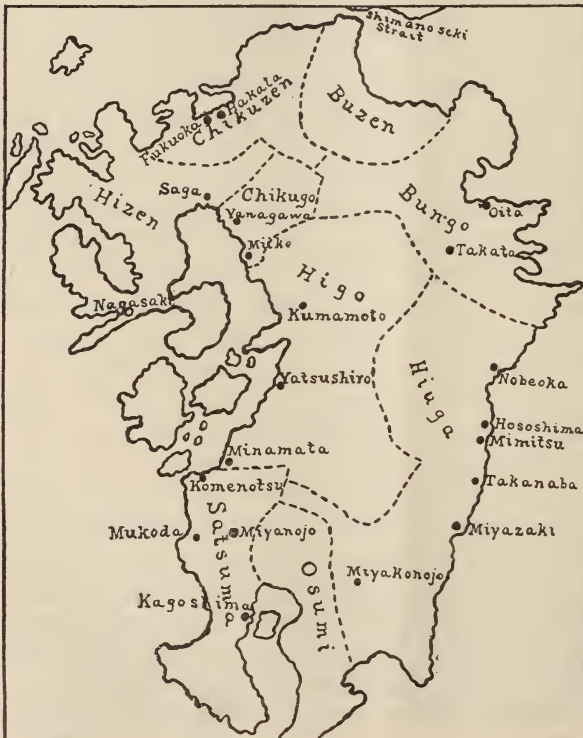 Shimanoseki
Strait
Hakata
Fukuoka
Chikuzen
Buzen
Saga
Chikugo
Hizen
Yanagawa
Bungo
Oita
Miike
Takata
Higo
Nagasaki
Kumamoto
Hiuga
Yatsushiro
Nobeoka
Hososhima
Mimitsu
Minamata
Komenotsu
Takanaba
Satsuma
Mukoda
Miyanojo
Miyazaki
Osumi
Miyakonojo
Kagoshima